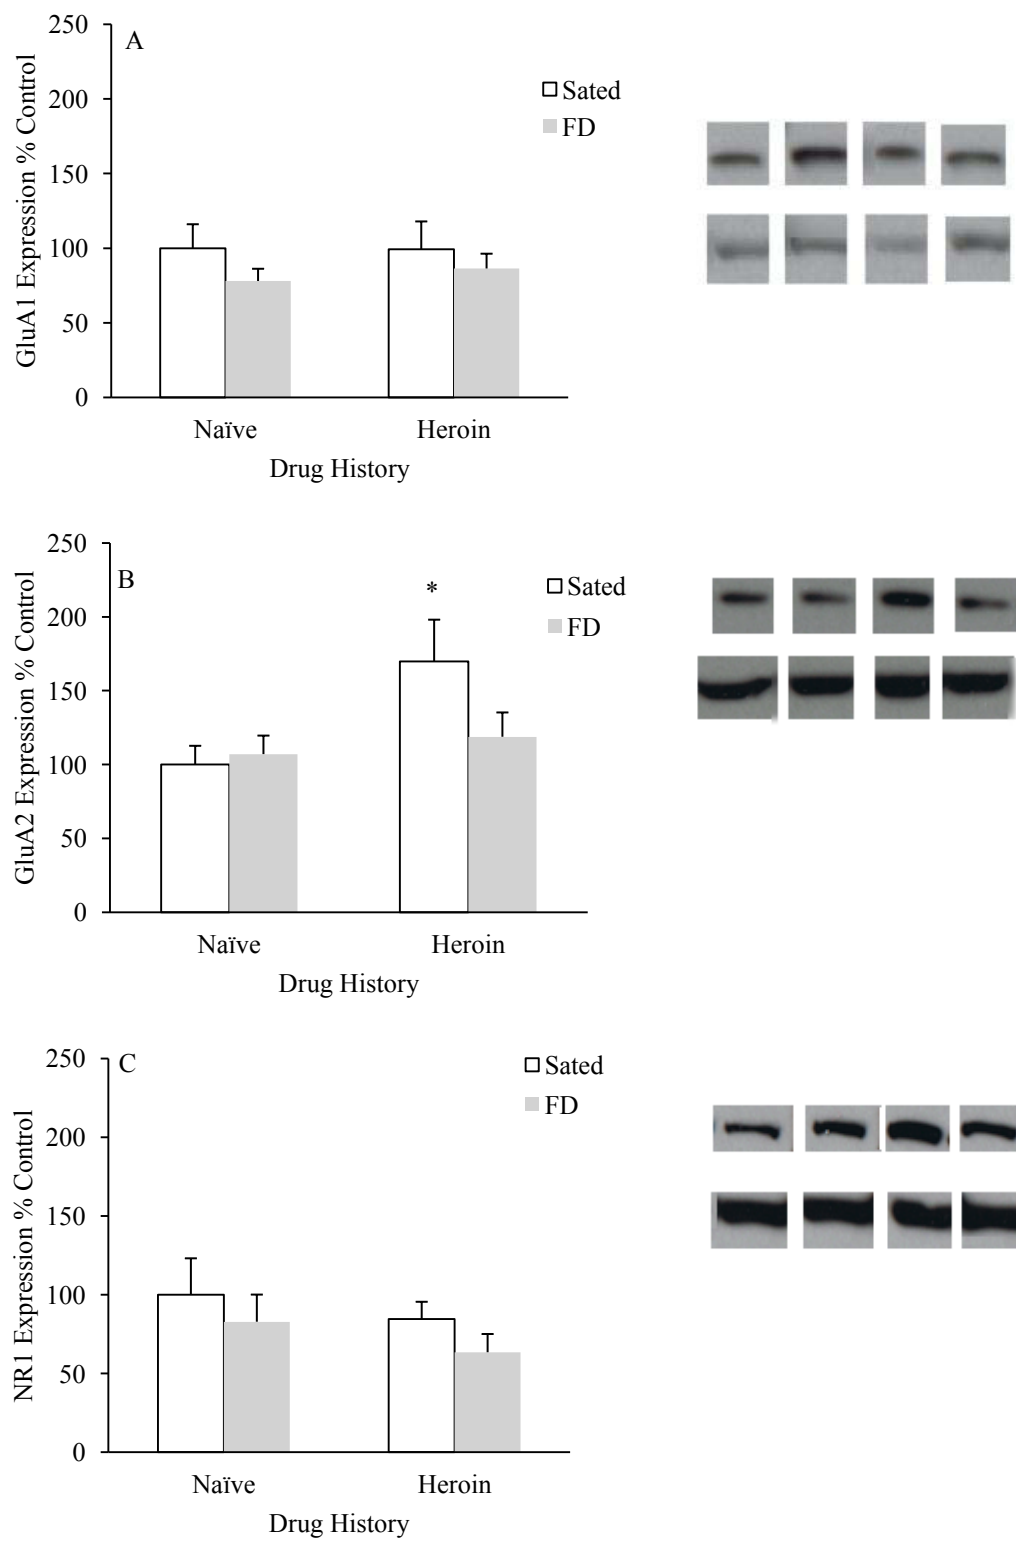 250
A
200
150
100
50
0
GluA1 Expression % Control
Sated
FD
Naïve
Heroin
Drug History
250
B
200
150
100
50
0
GluA2 Expression % Control
*
Sated
FD
Naïve
Heroin
Drug History
250
C
200
150
100
50
0
NR1 Expression % Control
Sated
FD
Naïve
Heroin
Drug History